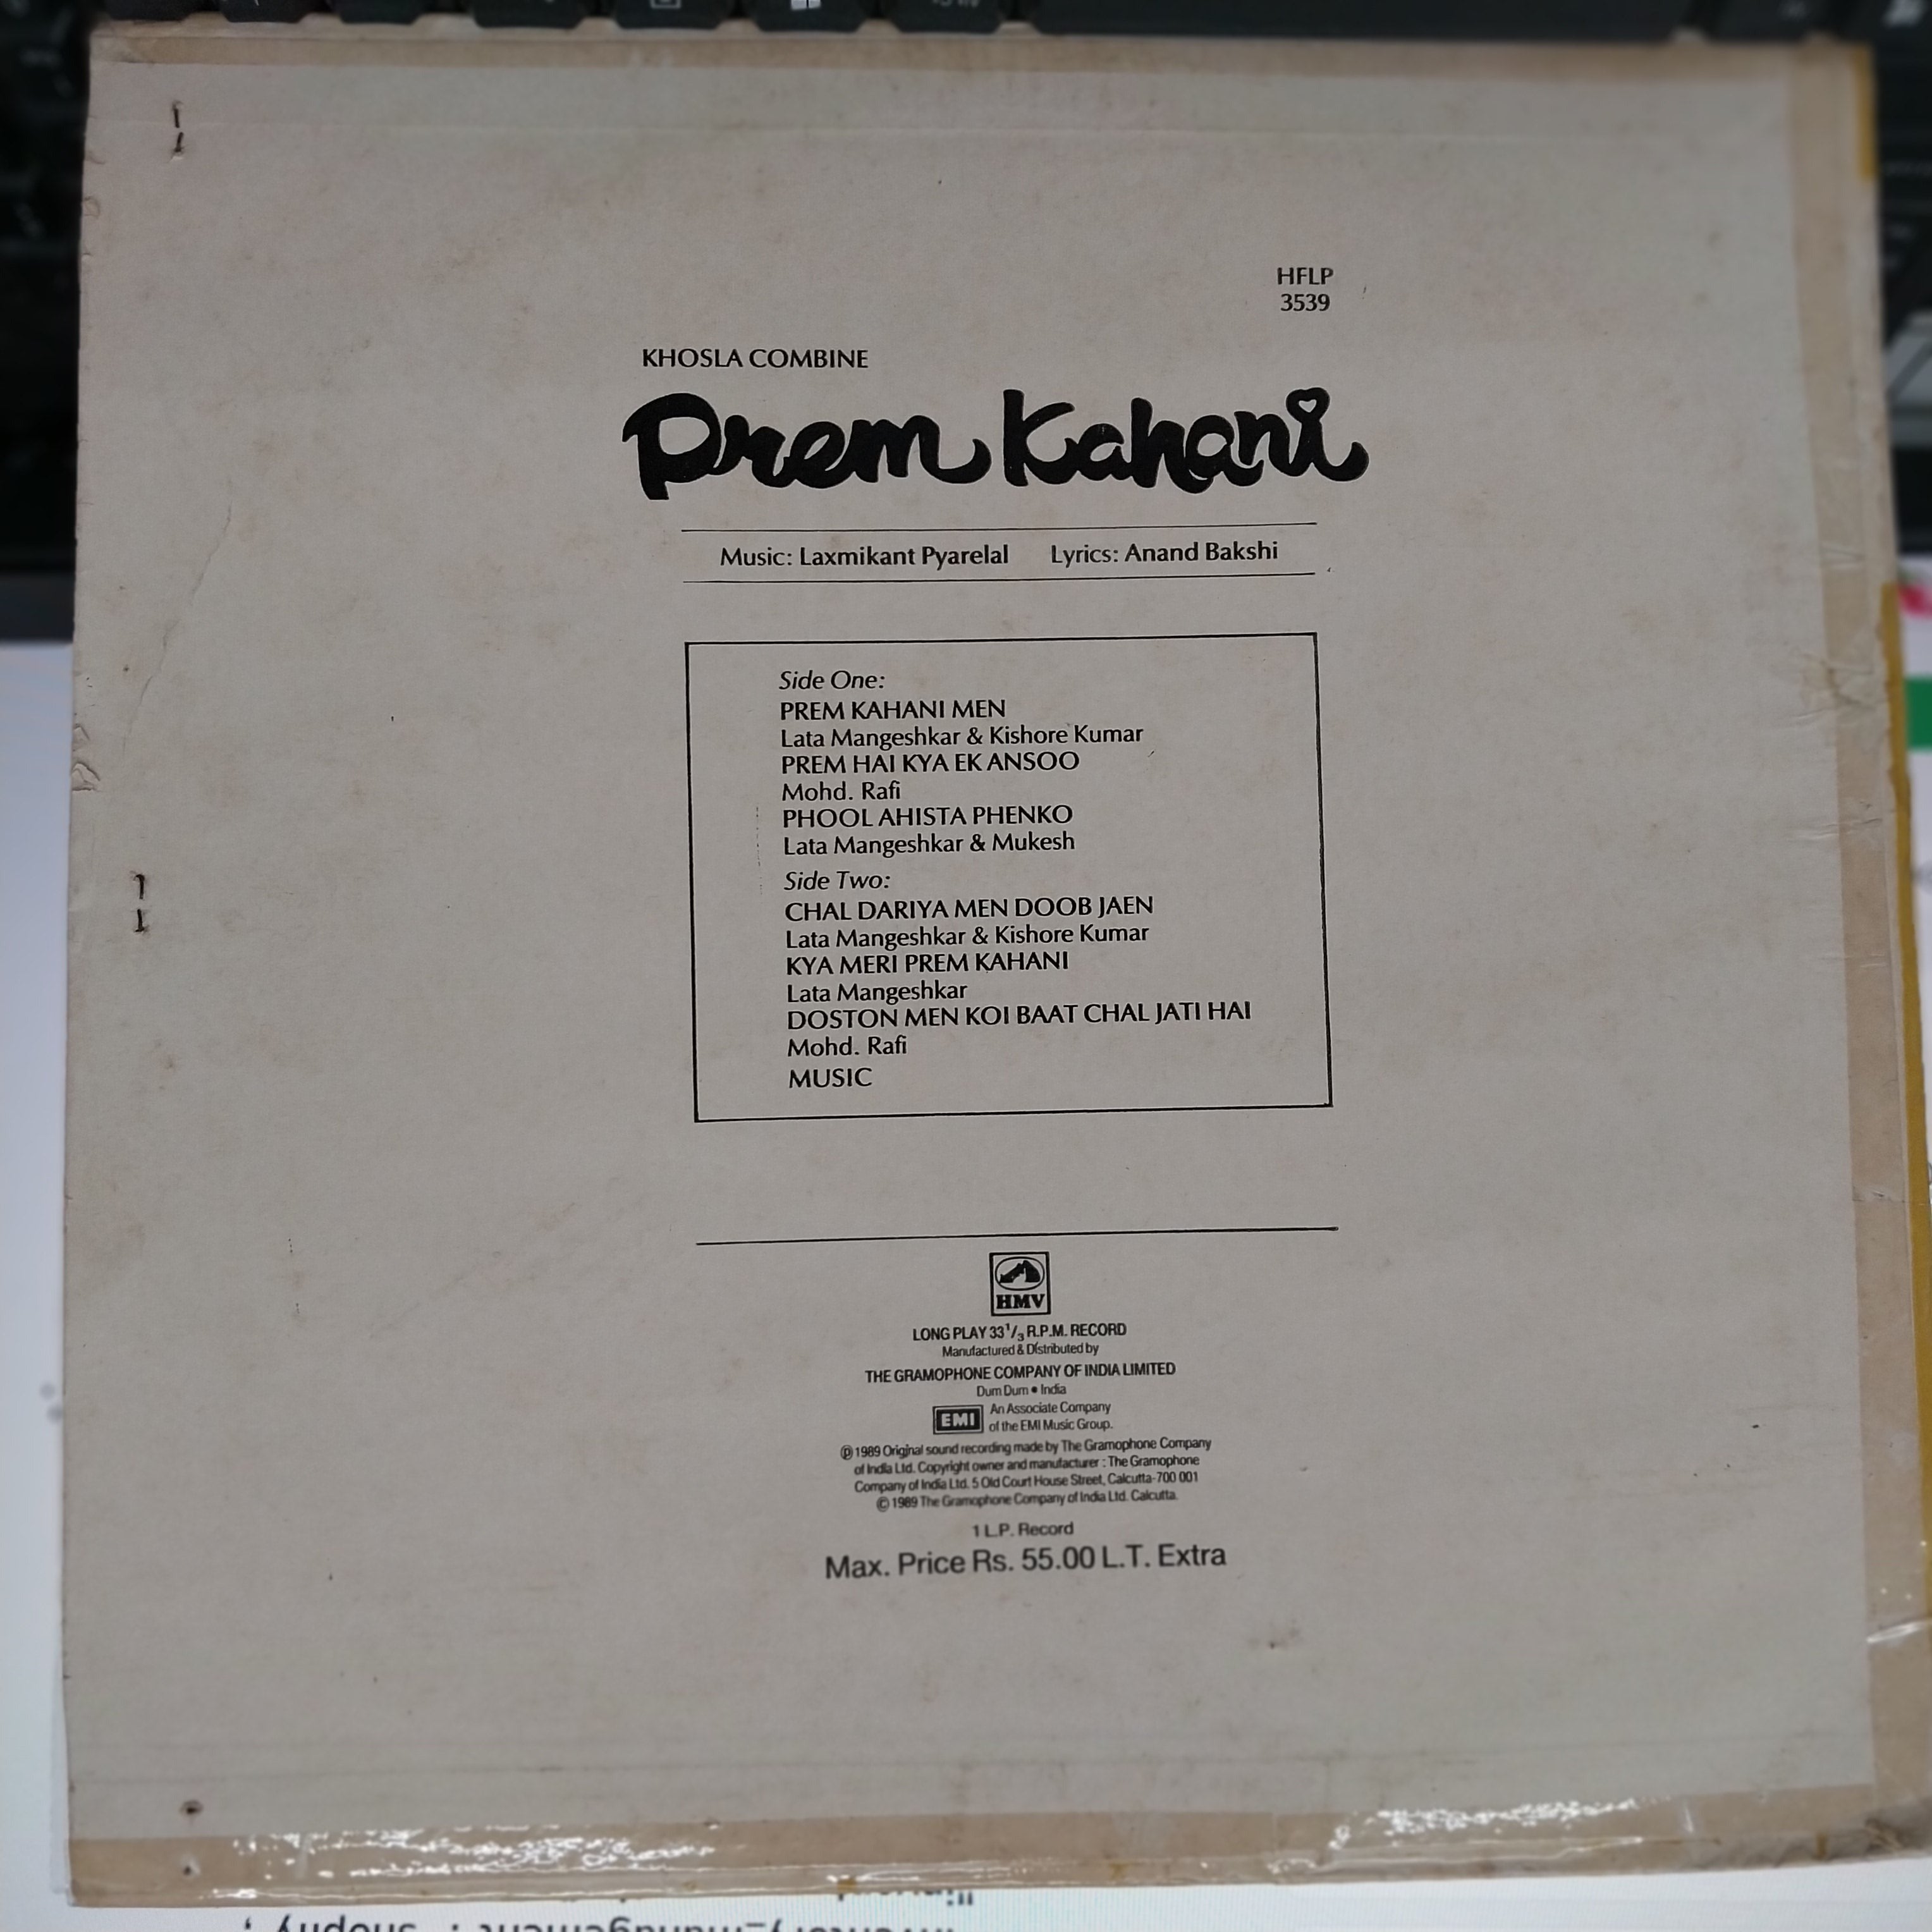 HFLP
3539
KHOSLA COMBINE
Prem Kahani
Music: Laxmikant Pyarelal Lyrics: Anand Bakshi
Side One:
PREM KAHANI MEN
Lata Mangeshkar & Kishore Kumar
PREM HAI KYA EK ANSOO
Mohd. Rafi
PHOOL AHISTA PHENKO
Lata Mangeshkar & Mukesh
Side Two:
CHAL DARIYA MEN DOOB JAEN
Lata Mangeshkar & Kishore Kumar
KYA MERI PREM KAHANI
Lata Mangeshkar
DOSTON MEN KOI BAAT CHAL JATI HAI
Mohd. Rafi
MUSIC
HMV
LONG PLAY 33 1/3 R.P.M. RECORD
Manufactured & Distributed by
THE GRAMOPHONE COMPANY OF INDIA LIMITED
Dum Dum • India
EMI An Associate Company
of the EMI Music Group.
℗ 1989 Original sound recording made by The Gramophone Company
of India Ltd. Copyright owner and manufacturer : The Gramophone
Company of India Ltd. 5 Old Court House Street, Calcutta-700 001
© 1989 The Gramophone Company of India Ltd. Calcutta.
1 L.P. Record
Max. Price Rs. 55.00 L.T. Extra